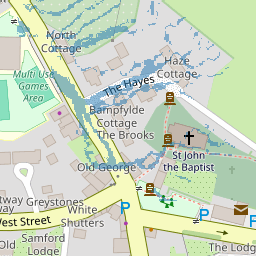 North
Cottage
Haze
Cottage
Multi Use
Games
Area
The Hayes
Bampfylde
Cottage
The Brooks
St John
the Baptist
Old George
Greystones
West Street
White
Shutters
Samford
Lodge
Old
P
P
The Lodge